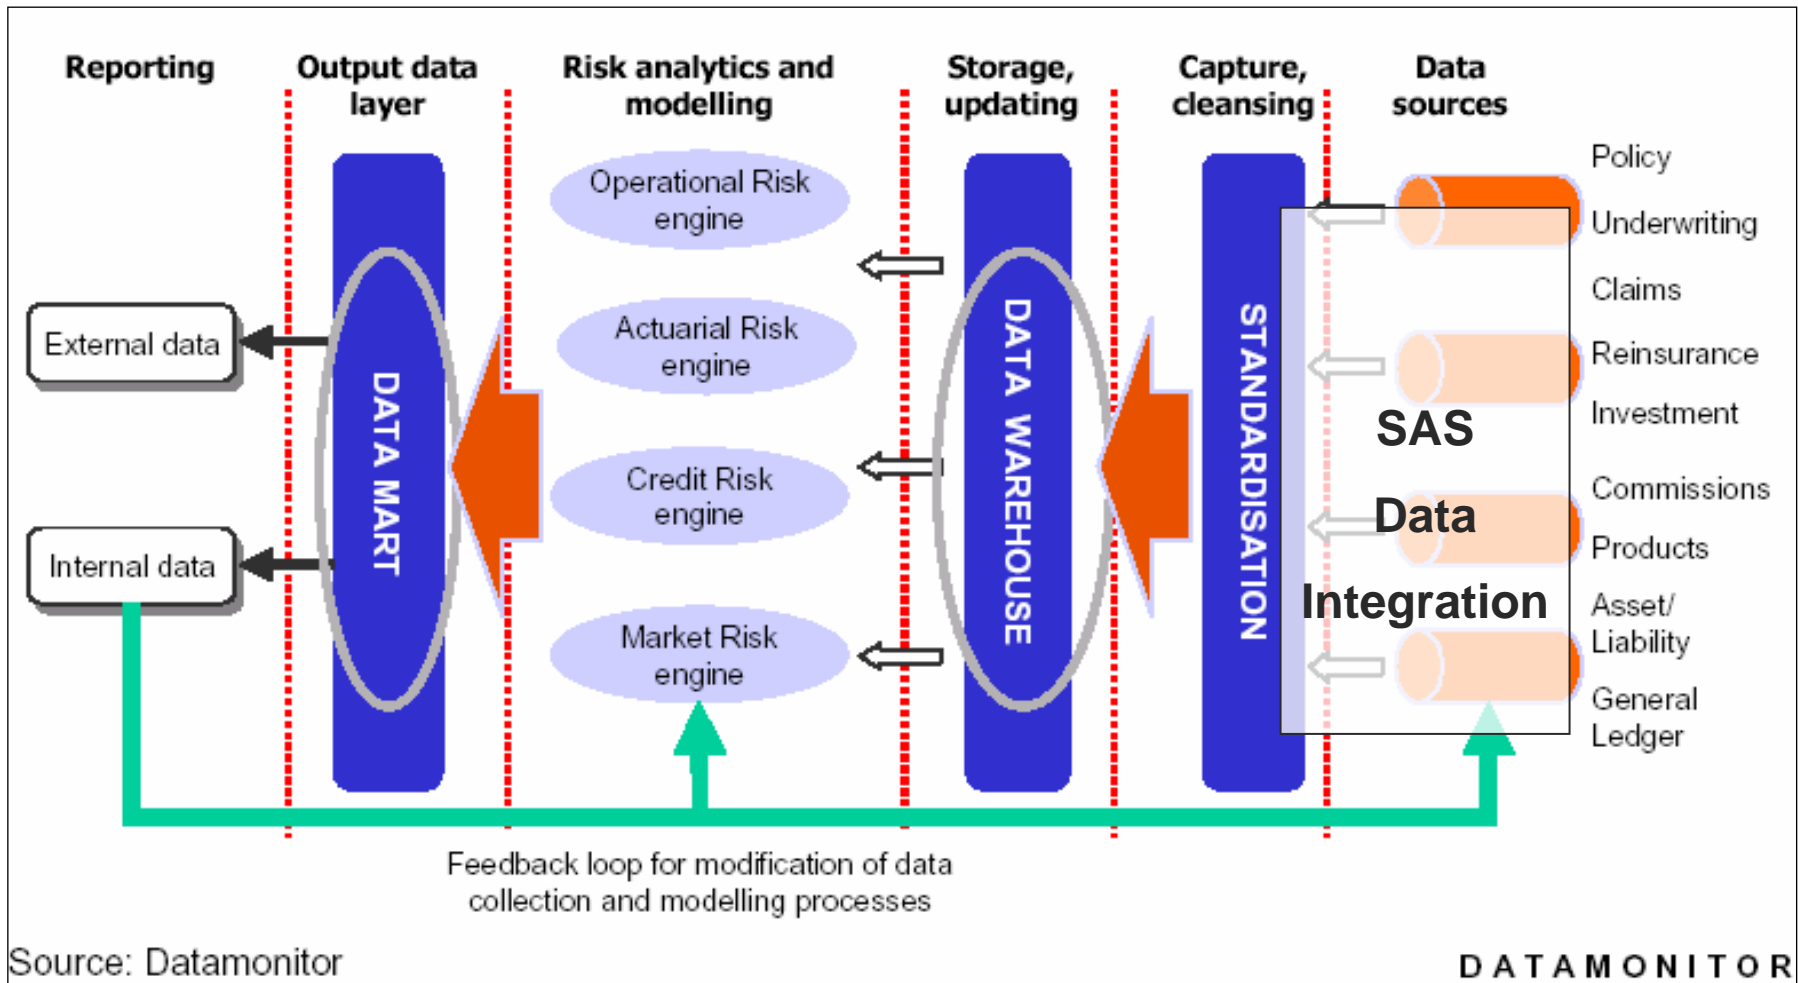 Reporting
Output data
layer
Risk analytics and
modelling
Storage,
updating
Capture,
cleansing
Data
sources
External data
Internal data
DATA MART
Operational Risk
engine
Actuarial Risk
engine
Credit Risk
engine
Market Risk
engine
DATA WAREHOUSE
STANDARDISATION
SAS
Data
Integration
Policy
Underwriting
Claims
Reinsurance
Investment
Commissions
Products
Asset/
Liability
General
Ledger
Feedback loop for modification of data
collection and modelling processes
Source: Datamonitor
DATAMONITOR